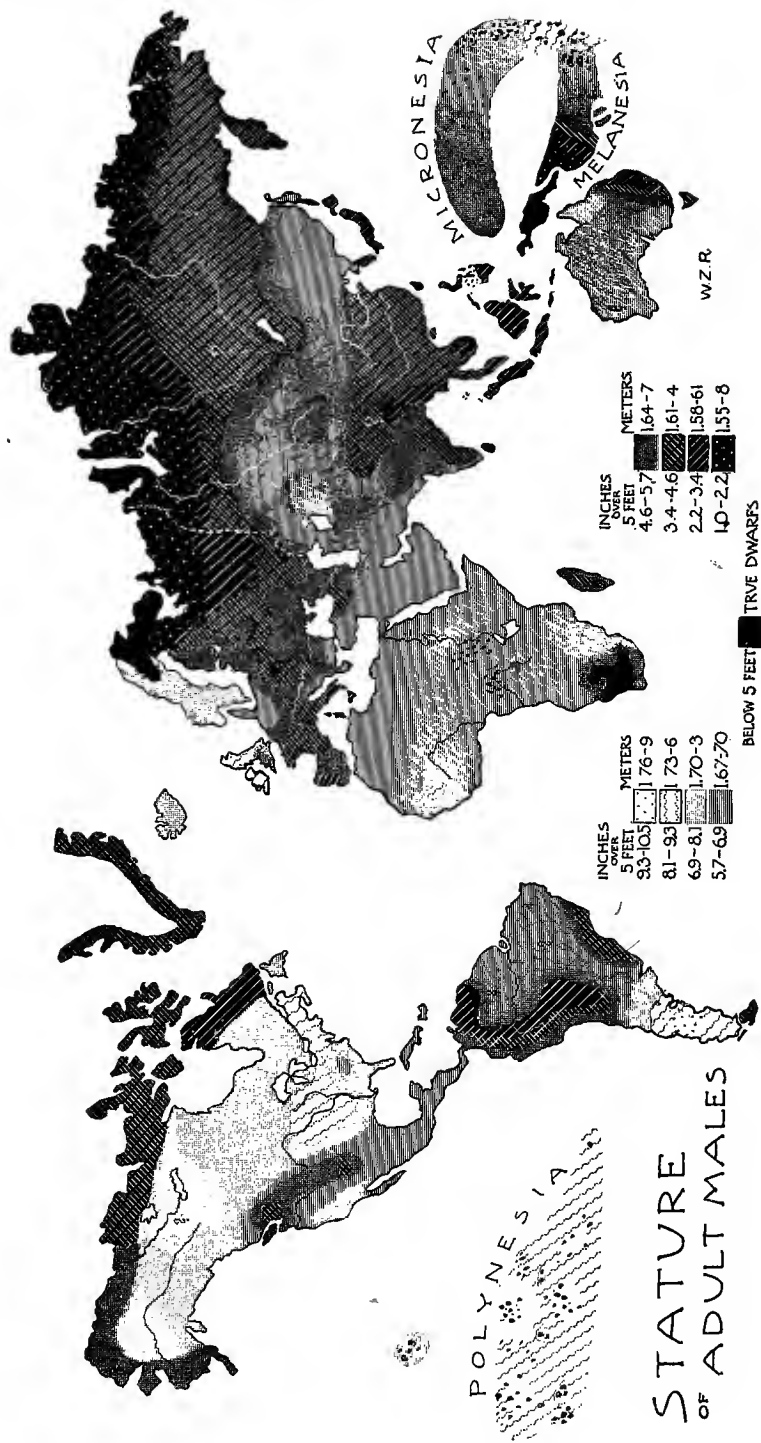 STATURE
OF ADULT MALES
POLYNESIA
MICRONESIA
MELANESIA
W.Z.R.
INCHES OVER 5 FEET METERS
9.3-10.5 1.76-9
8.1-9.3 1.73-6
6.9-8.1 1.70-3
5.7-6.9 1.67-70
INCHES OVER 5 FEET METERS
4.6-5.7 1.64-7
3.4-4.6 1.61-4
2.2-3.4 1.58-61
1.0-2.2 1.55-8
BELOW 5 FEET TRVE DWARFS